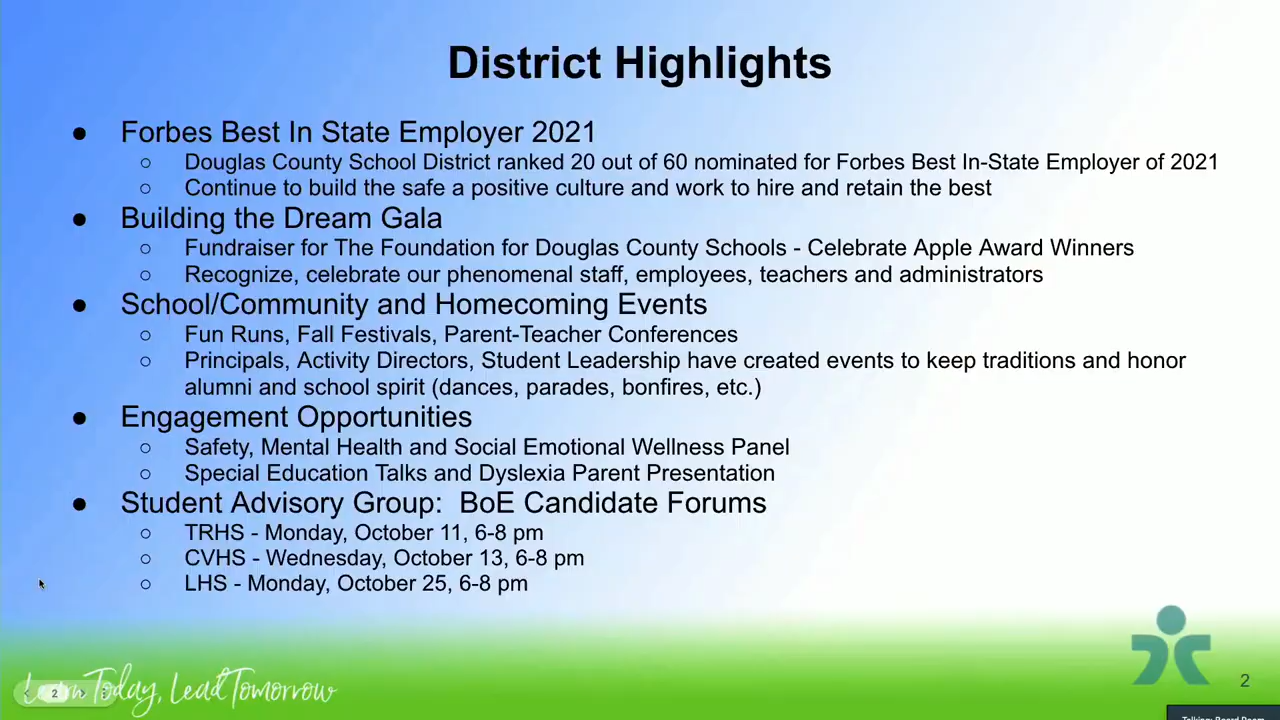 District Highlights
● Forbes Best In State Employer 2021
○ Douglas County School District ranked 20 out of 60 nominated for Forbes Best In-State Employer of 2021
○ Continue to build the safe a positive culture and work to hire and retain the best
● Building the Dream Gala
○ Fundraiser for The Foundation for Douglas County Schools - Celebrate Apple Award Winners
○ Recognize, celebrate our phenomenal staff, employees, teachers and administrators
● School/Community and Homecoming Events
○ Fun Runs, Fall Festivals, Parent-Teacher Conferences
○ Principals, Activity Directors, Student Leadership have created events to keep traditions and honor
alumni and school spirit (dances, parades, bonfires, etc.)
● Engagement Opportunities
○ Safety, Mental Health and Social Emotional Wellness Panel
○ Special Education Talks and Dyslexia Parent Presentation
● Student Advisory Group:  BoE Candidate Forums
○ TRHS - Monday, October 11, 6-8 pm
○ CVHS - Wednesday, October 13, 6-8 pm
○ LHS - Monday, October 25, 6-8 pm
Learn Today, Lead Tomorrow
2
2